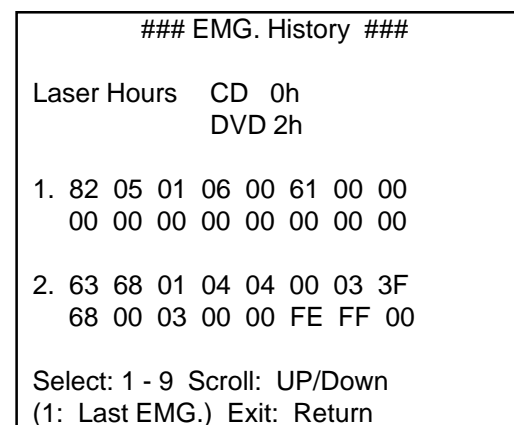 ### EMG. History ###
Laser Hours CD 0h
DVD 2h
1. 82 05 01 06 00 61 00 00
00 00 00 00 00 00 00 00
2. 63 68 01 04 04 00 03 3F
68 00 03 00 00 FE FF 00
Select: 1 - 9 Scroll: UP/Down
(1: Last EMG.) Exit: Return